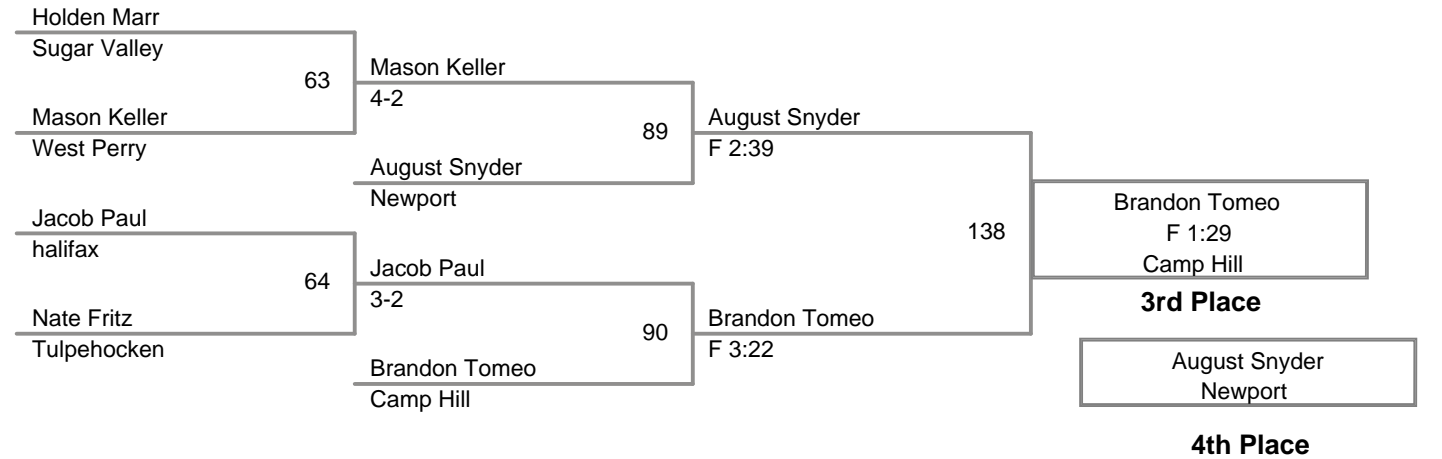 Holden Marr
Sugar Valley
63
Mason Keller
West Perry
Jacob Paul
halifax
64
Nate Fritz
Tulpehocken
Mason Keller
4-2
89
August Snyder
Newport
Jacob Paul
3-2
90
Brandon Tomeo
Camp Hill
August Snyder
F 2:39
138
Brandon Tomeo
F 3:22
Brandon Tomeo
F 1:29
Camp Hill
3rd Place
August Snyder
Newport
4th Place